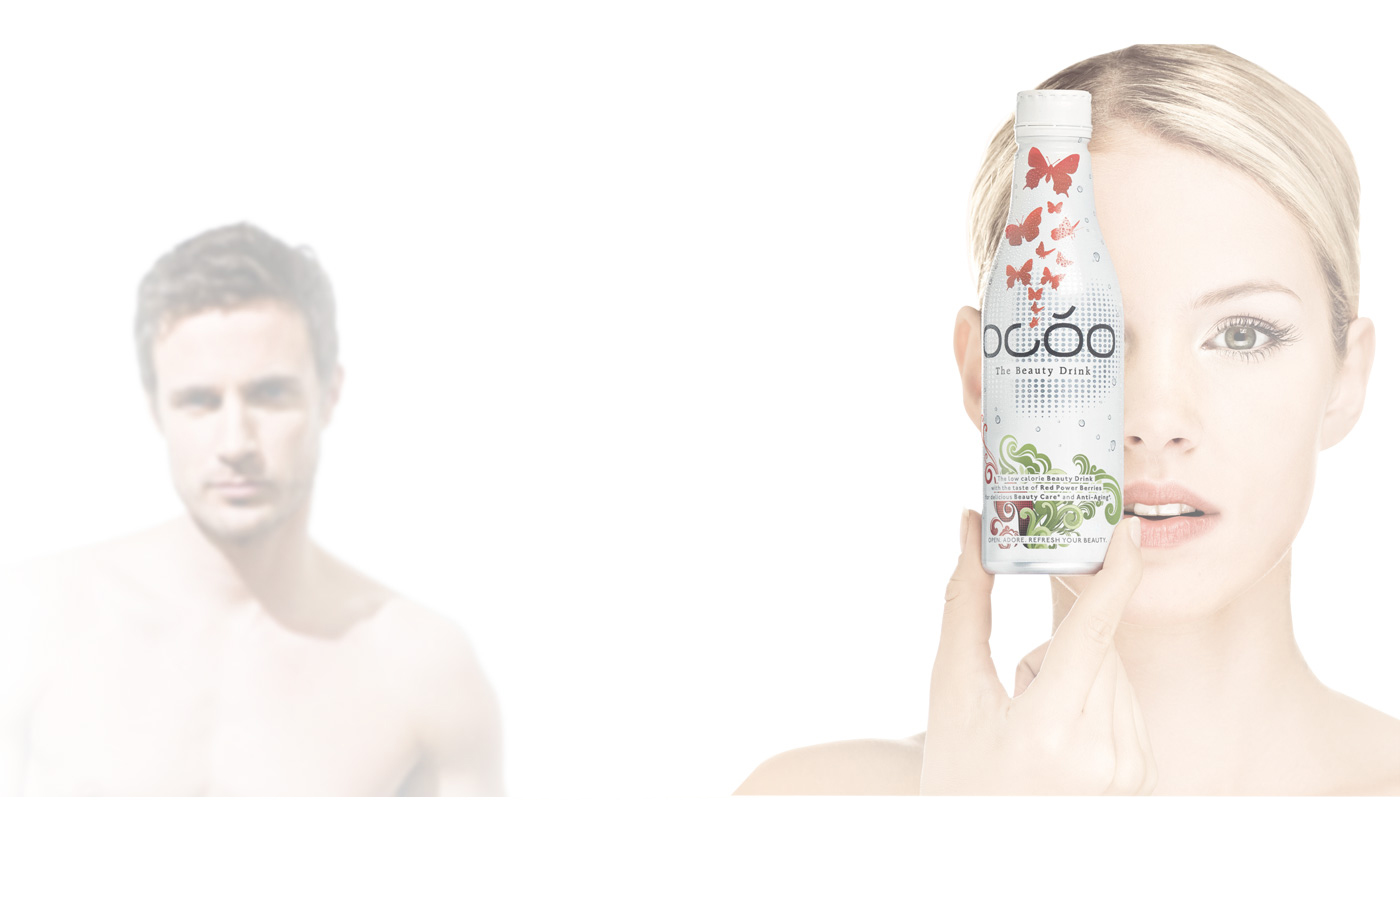 ocŏo
The Beauty Drink
The low calorie Beauty Drink
with the taste of Red Power Berries
for delicious Beauty Care* and Anti-Aging*
OPEN. ADORE. REFRESH YOUR BEAUTY.